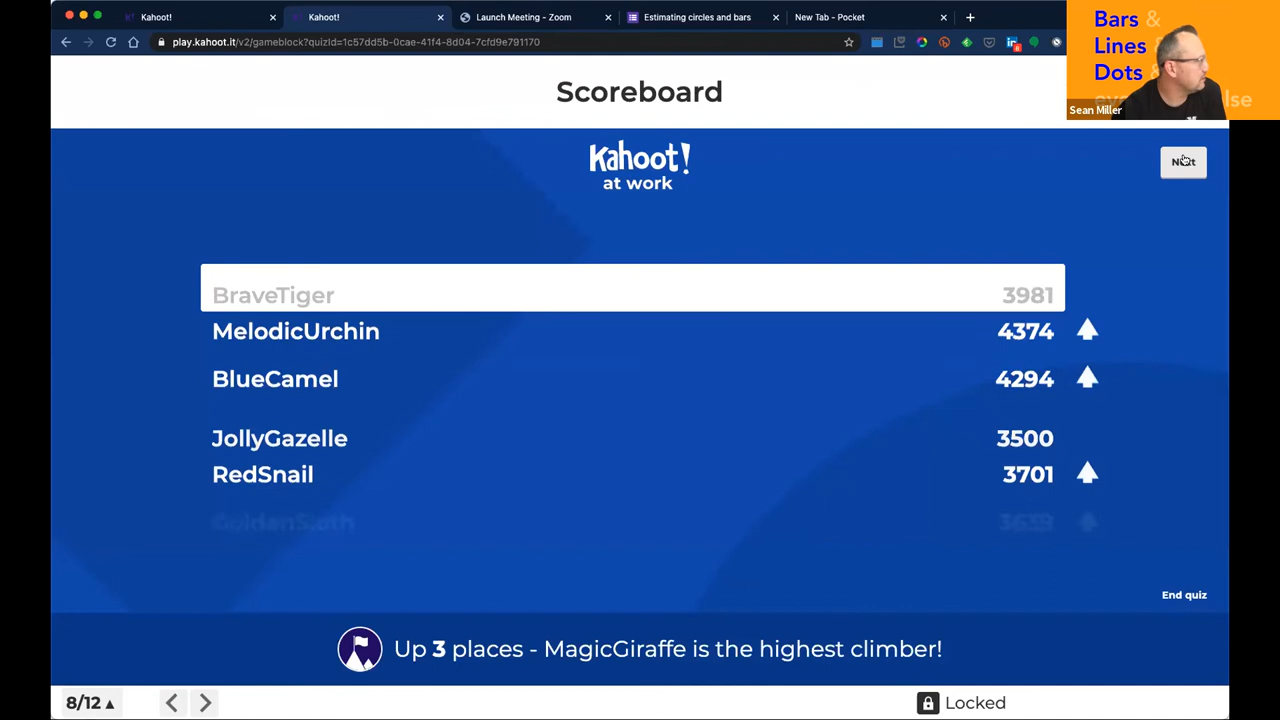 Kahoot!
Kahoot!
Launch Meeting - Zoom
Estimating circles and bars
New Tab - Pocket
play.kahoot.it/v2/gameblock?quizId=1c57dd5b-0cae-41f4-8d04-7cfd9e791170
Bars &
Lines &
Dots &
Sean Miller
Scoreboard
Kahoot!
at work
Next
BraveTiger 3981
MelodicUrchin 4374
BlueCamel 4294
JollyGazelle 3500
RedSnail 3701
GoldenSloth 3639
End quiz
Up 3 places - MagicGiraffe is the highest climber!
8/12
Locked